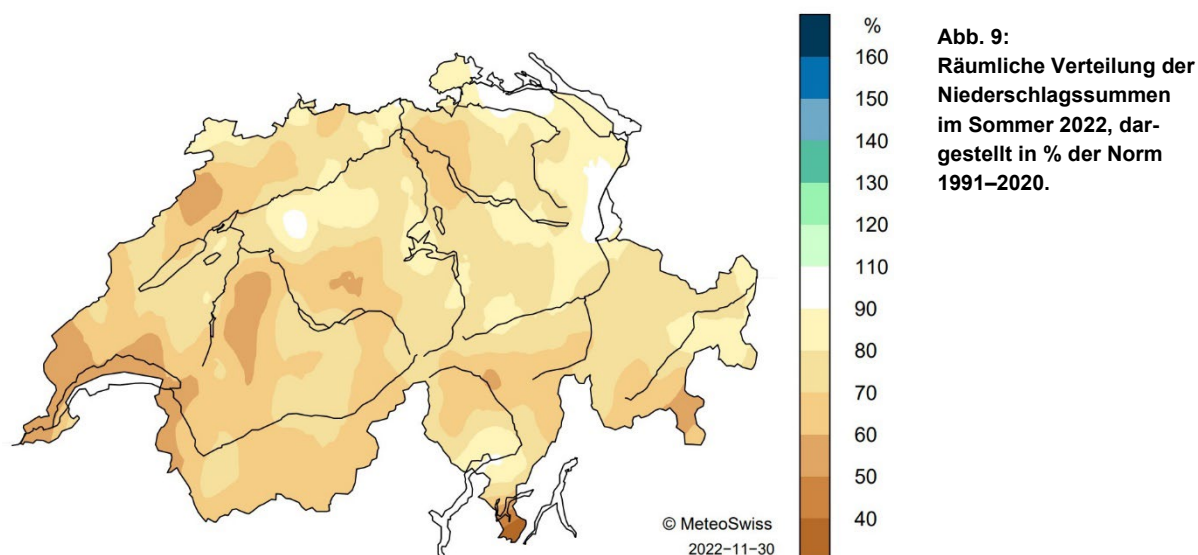 %
160
150
140
130
120
110
90
80
70
60
50
40
© MeteoSwiss
2022−11−30
Abb. 9:
Räumliche Verteilung der
Niederschlagssummen
im Sommer 2022, dar-
gestellt in % der Norm
1991–2020.